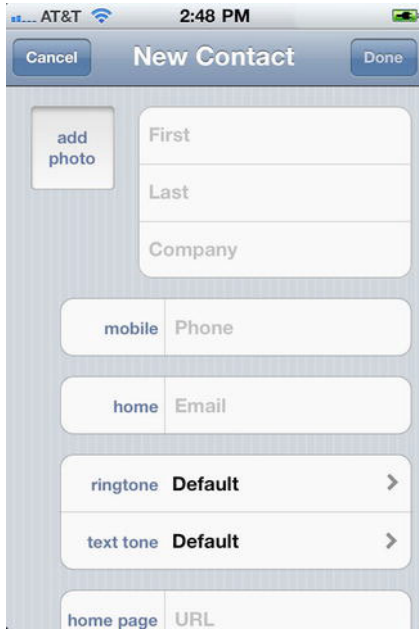 AT&T 2:48 PM
Cancel New Contact Done
add
photo
First
Last
Company
mobile Phone
home Email
ringtone Default
text tone Default
home page URL